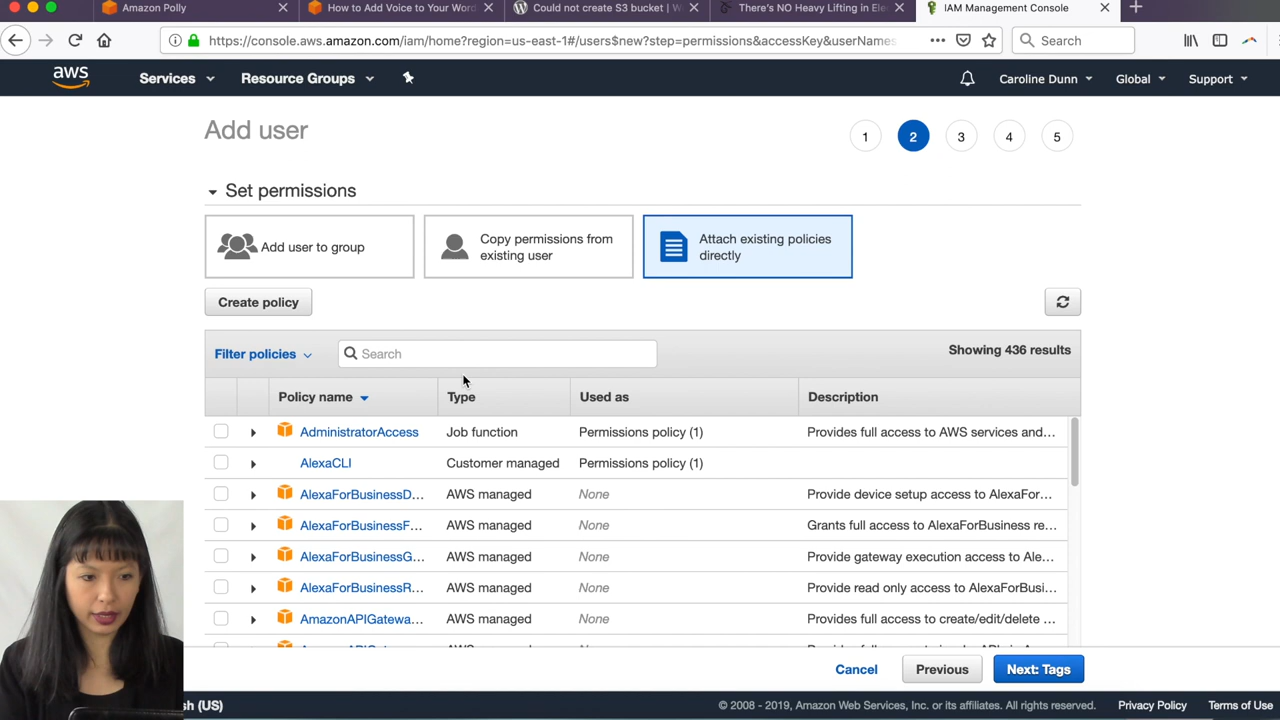 Amazon Polly
How to Add Voice to Your Word
Could not create S3 bucket | W
There's NO Heavy Lifting in Ele
IAM Management Console
https://console.aws.amazon.com/iam/home?region=us-east-1#/users$new?step=permissions&accessKey&userNames
Search
aws
Services
Resource Groups
Caroline Dunn
Global
Support
Add user
1
2
3
4
5
Set permissions
Add user to group
Copy permissions from
existing user
Attach existing policies
directly
Create policy
Filter policies
Search
Showing 436 results
Policy name
Type
Used as
Description
AdministratorAccess
Job function
Permissions policy (1)
Provides full access to AWS services and...
AlexaCLI
Customer managed
Permissions policy (1)
AlexaForBusinessD...
AWS managed
None
Provide device setup access to AlexaFor...
AlexaForBusinessF...
AWS managed
None
Grants full access to AlexaForBusiness re...
AlexaForBusinessG...
AWS managed
None
Provide gateway execution access to Ale...
AlexaForBusinessR...
AWS managed
None
Provide read only access to AlexaForBusi...
AmazonAPIGatewa...
AWS managed
None
Provides full access to create/edit/delete ...
Cancel
Previous
Next: Tags
sh (US)
© 2008 - 2019, Amazon Web Services, Inc. or its affiliates. All rights reserved.
Privacy Policy
Terms of Use